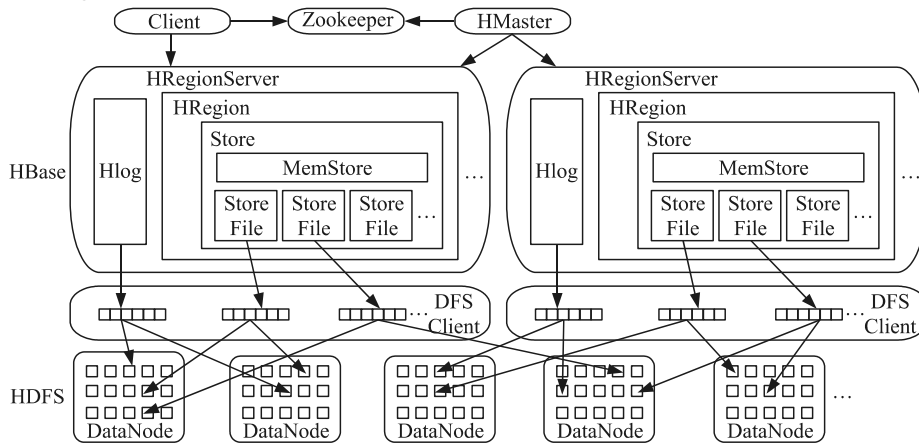 Client
Zookeeper
HMaster
HRegionServer
HRegion
Store
MemStore
Hlog
Store
File
Store
File
Store
File
...
...
HRegionServer
HRegion
Store
MemStore
Hlog
Store
File
Store
File
Store
File
...
...
HBase
... DFS
Client
... DFS
Client
HDFS
DataNode
DataNode
DataNode
DataNode
DataNode
...